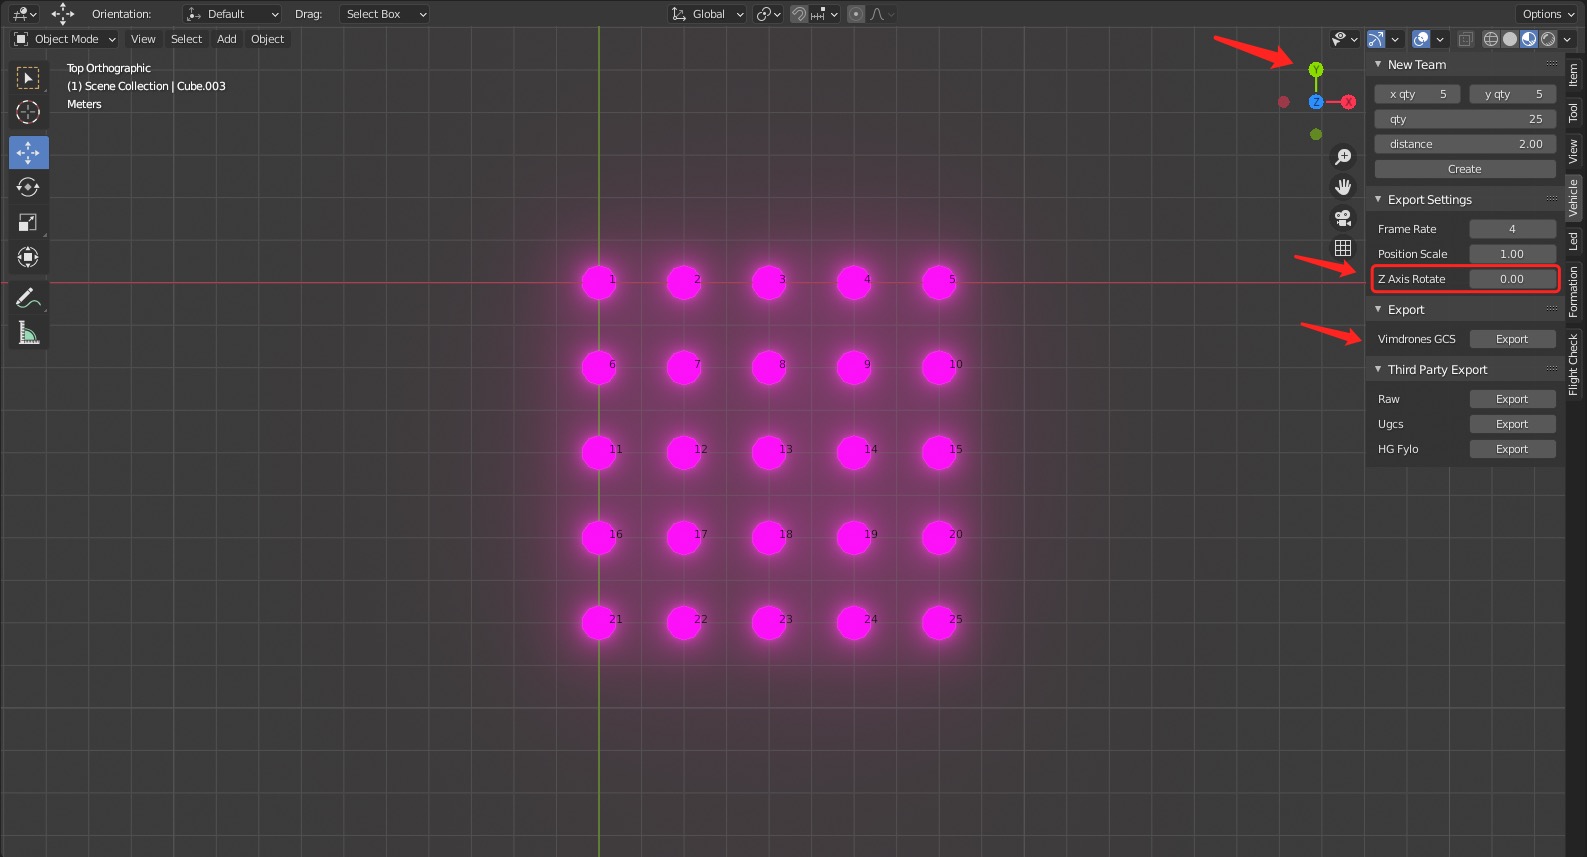 Orientation: Default Drag: Select Box Global Options
Object Mode View Select Add Object
Top Orthographic
(1) Scene Collection | Cube.003
Meters
Y
Z X
New Team
x qty 5 y qty 5
qty 25
distance 2.00
Create
Export Settings
Frame Rate 4
Position Scale 1.00
Z Axis Rotate 0.00
Export
Vimdrones GCS Export
Third Party Export
Raw Export
Ugcs Export
HG Fylo Export
Item
Tool
View
Vehicle
Led
Formation
Flight Check
1 2 3 4 5
6 7 8 9 10
11 12 13 14 15
16 17 18 19 20
21 22 23 24 25